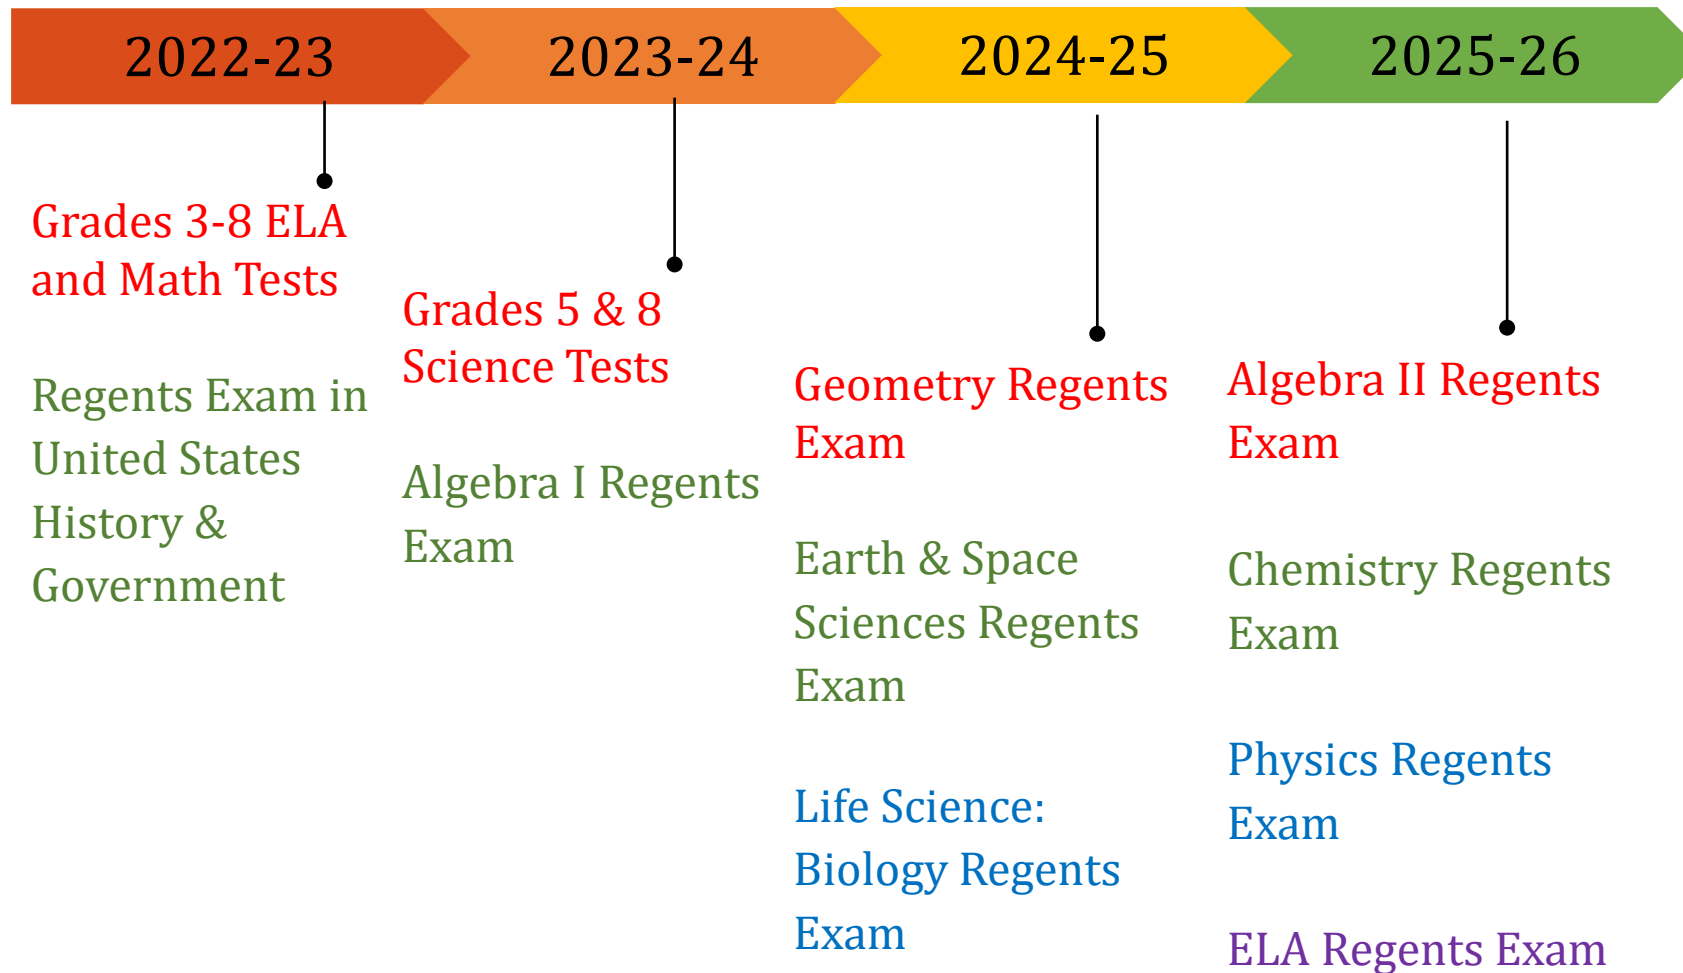 2022-23
2023-24
2024-25
2025-26
Grades 3-8 ELA
and Math Tests
Regents Exam in
United States
History &
Government
Grades 5 & 8
Science Tests
Algebra I Regents
Exam
Geometry Regents
Exam
Earth & Space
Sciences Regents
Exam
Life Science:
Biology Regents
Exam
Algebra II Regents
Exam
Chemistry Regents
Exam
Physics Regents
Exam
ELA Regents Exam